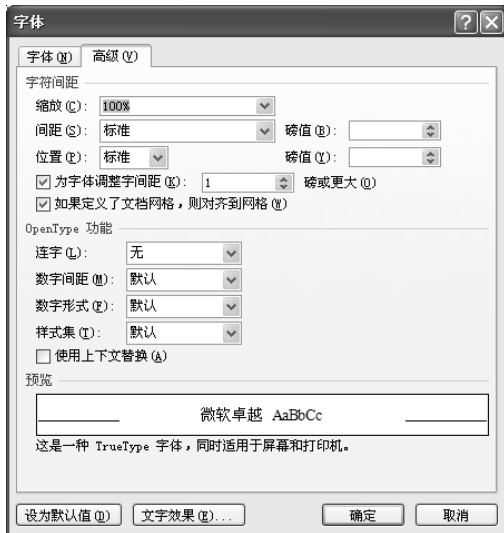 字体
字体(N) 高级(V)
字符间距
缩放(C): 100%
间距(S): 标准 磅值(B):
位置(P): 标准 磅值(Y):
为字体调整字间距(K): 1 磅或更大(O)
如果定义了文档网格，则对齐到网格(W)
OpenType 功能
连字(L): 无
数字间距(M): 默认
数字形式(F): 默认
样式集(T): 默认
使用上下文替换(A)
预览
微软卓越 AaBbCc
这是一种 TrueType 字体，同时适用于屏幕和打印机。
设为默认值(D) 文字效果(E)... 确定 取消